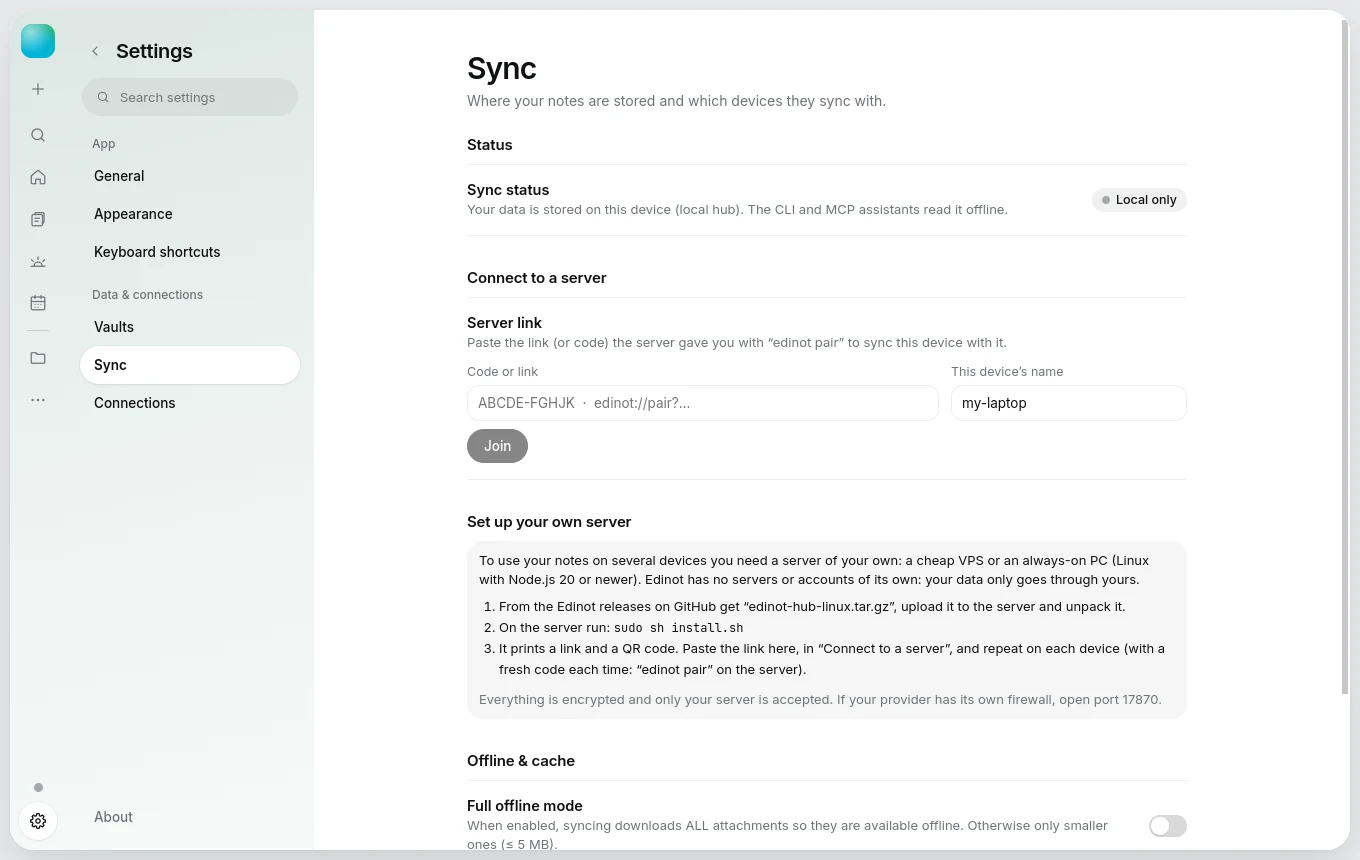 Settings
Search settings
App
General
Appearance
Keyboard shortcuts
Data & connections
Vaults
Sync
Connections
About
Sync
Where your notes are stored and which devices they sync with.
Status
Sync status
Your data is stored on this device (local hub). The CLI and MCP assistants read it offline.
Local only
Connect to a server
Server link
Paste the link (or code) the server gave you with “edinot pair” to sync this device with it.
Code or link
This device’s name
ABCDE-FGHJK · edinot://pair?...
my-laptop
Join
Set up your own server
To use your notes on several devices you need a server of your own: a cheap VPS or an always-on PC (Linux
with Node.js 20 or newer). Edinot has no servers or accounts of its own: your data only goes through yours.
1. From the Edinot releases on GitHub get “edinot-hub-linux.tar.gz”, upload it to the server and unpack it.
2. On the server run: sudo sh install.sh
3. It prints a link and a QR code. Paste the link here, in “Connect to a server”, and repeat on each device (with a
fresh code each time: “edinot pair” on the server).
Everything is encrypted and only your server is accepted. If your provider has its own firewall, open port 17870.
Offline & cache
Full offline mode
When enabled, syncing downloads ALL attachments so they are available offline. Otherwise only smaller
ones (≤ 5 MB).